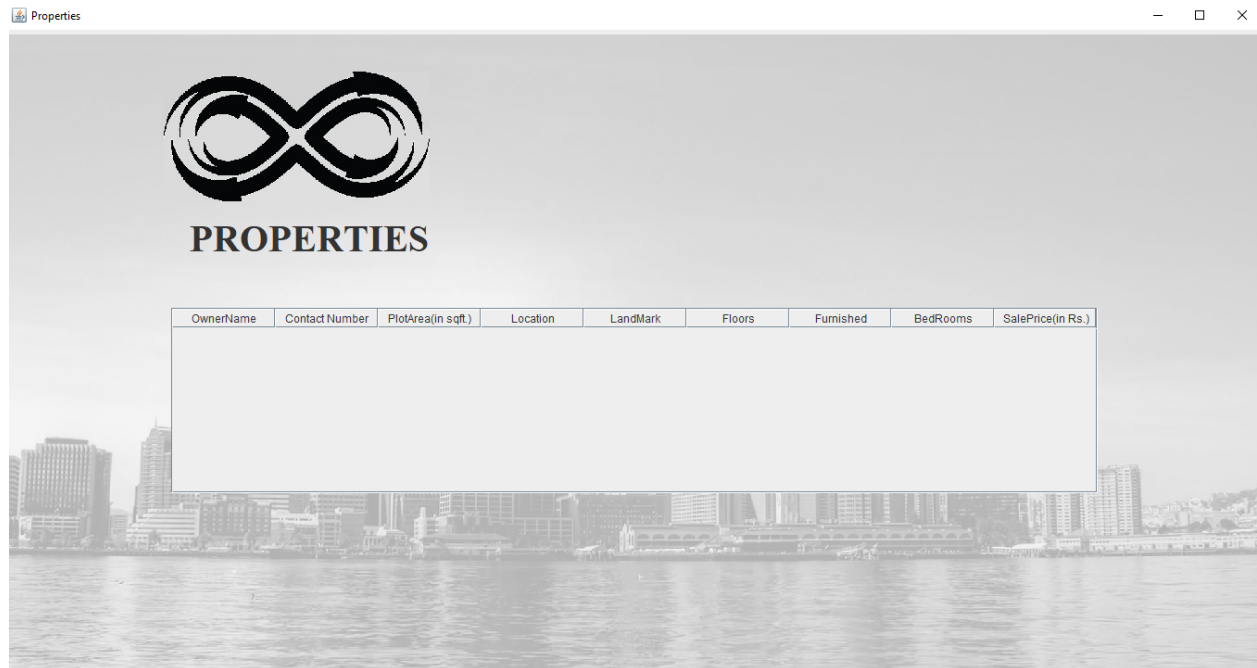 Properties
PROPERTIES
OwnerName Contact Number PlotArea(in sqft.) Location LandMark Floors Furnished BedRooms SalePrice(in Rs.)